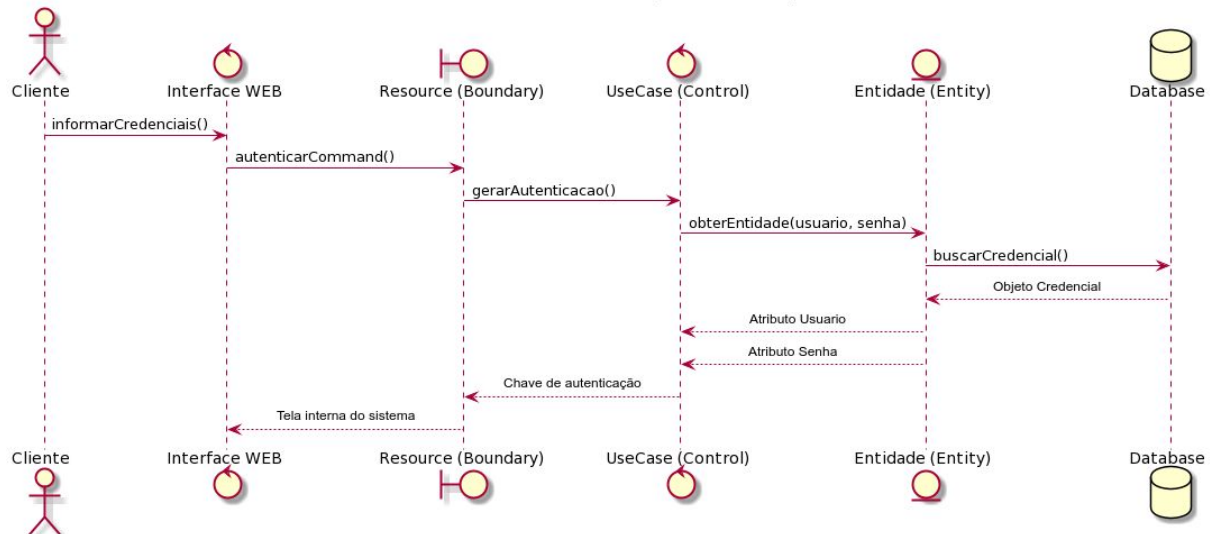 Cliente
Interface WEB
Resource (Boundary)
UseCase (Control)
Entidade (Entity)
Database
informarCredenciais()
autenticarCommand()
gerarAutenticacao()
obterEntidade(usuario, senha)
buscarCredencial()
Objeto Credencial
Atributo Usuario
Atributo Senha
Chave de autenticação
Tela interna do sistema
Cliente
Interface WEB
Resource (Boundary)
UseCase (Control)
Entidade (Entity)
Database